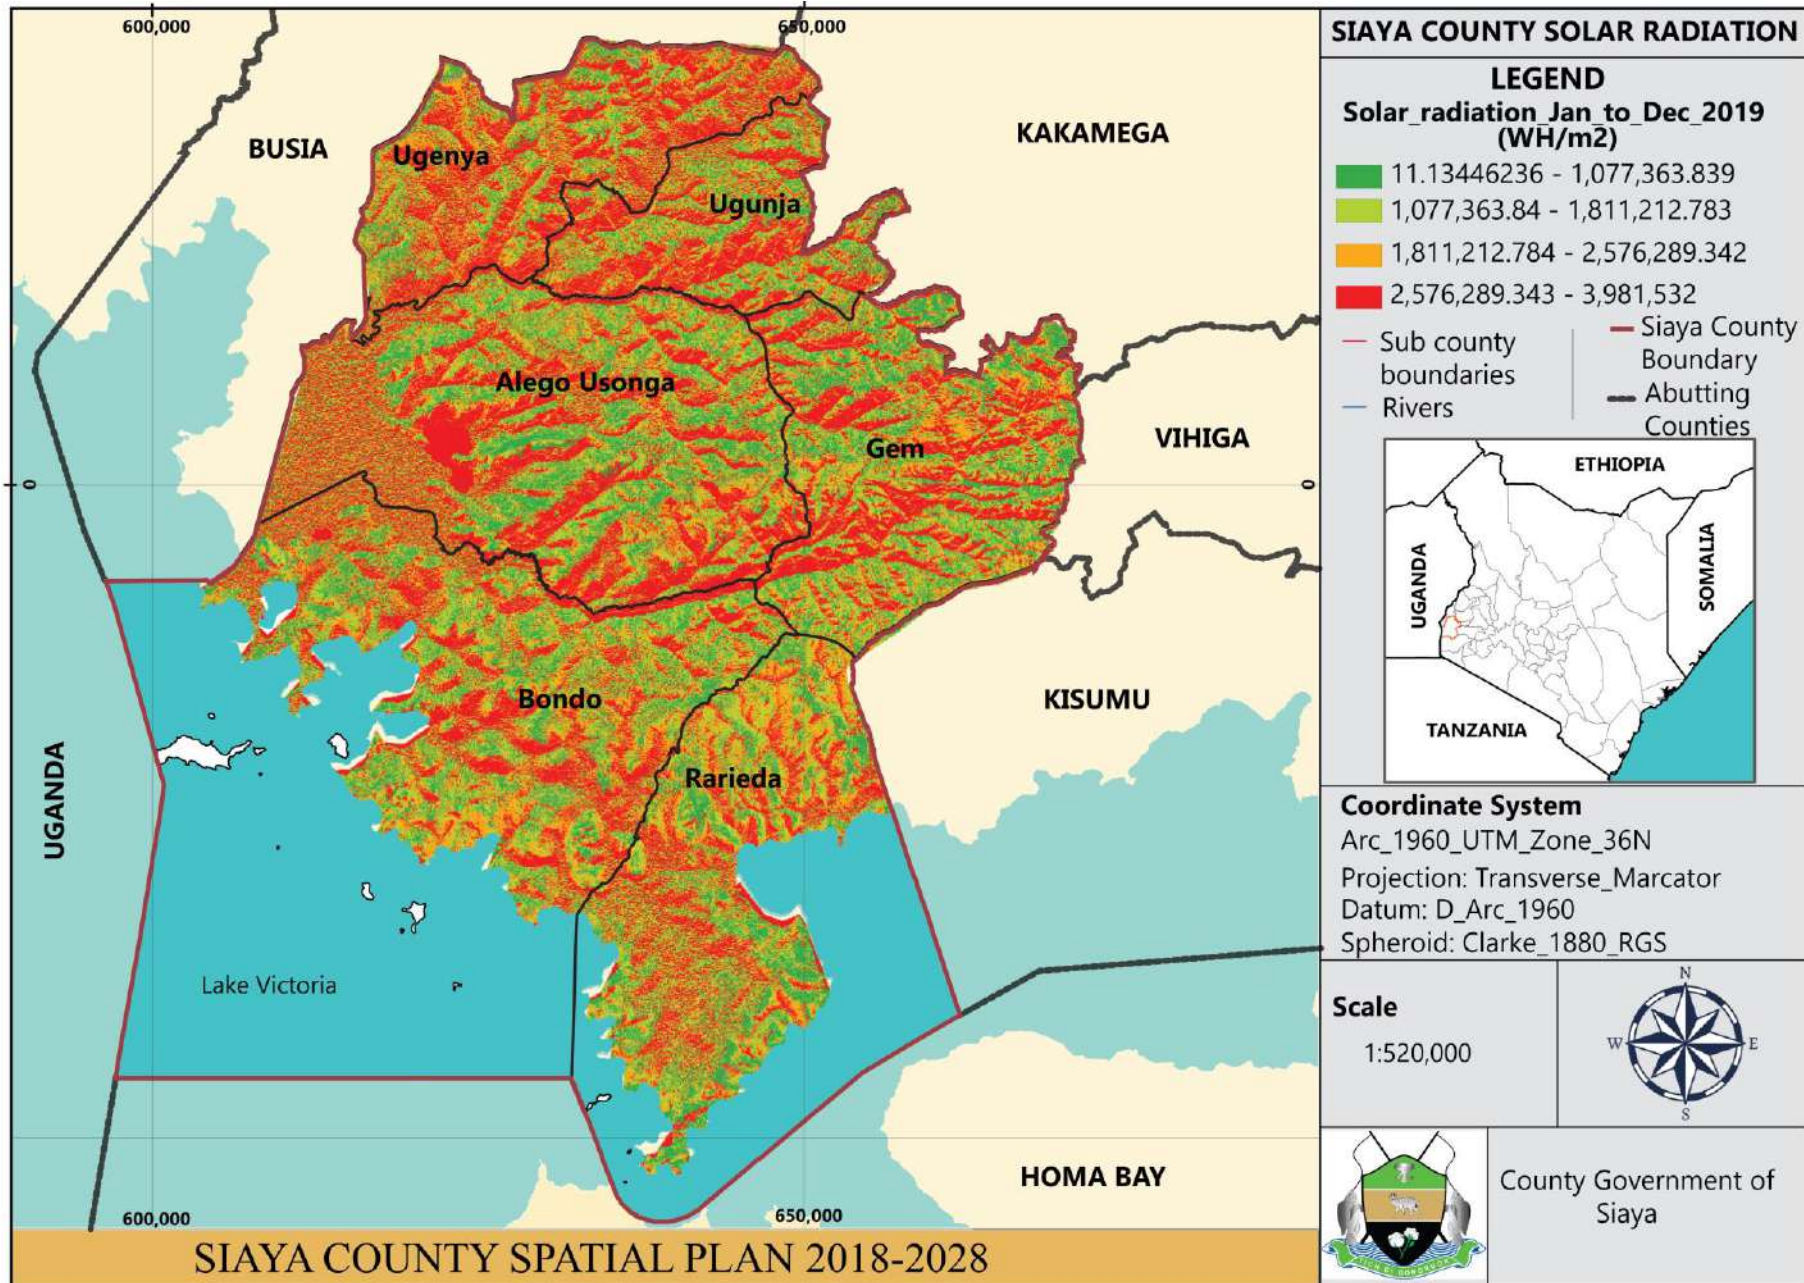 600,000
650,000
BUSIA
KAKAMEGA
Ugenya
Ugunja
Alego Usonga
Gem
VIHIGA
0
0
Bondo
KISUMU
Rarieda
UGANDA
Lake Victoria
HOMA BAY
600,000
650,000
SIAYA COUNTY SPATIAL PLAN 2018-2028
SIAYA COUNTY SOLAR RADIATION
LEGEND
Solar_radiation_Jan_to_Dec_2019
(WH/m2)
11.13446236 - 1,077,363.839
1,077,363.84 - 1,811,212.783
1,811,212.784 - 2,576,289.342
2,576,289.343 - 3,981,532
Sub county
boundaries
Rivers
Siaya County
Boundary
Abutting
Counties
ETHIOPIA
UGANDA
SOMALIA
TANZANIA
Coordinate System
Arc_1960_UTM_Zone_36N
Projection: Transverse_Marcator
Datum: D_Arc_1960
Spheroid: Clarke_1880_RGS
Scale
1:520,000
N
W
E
S
County Government of
Siaya